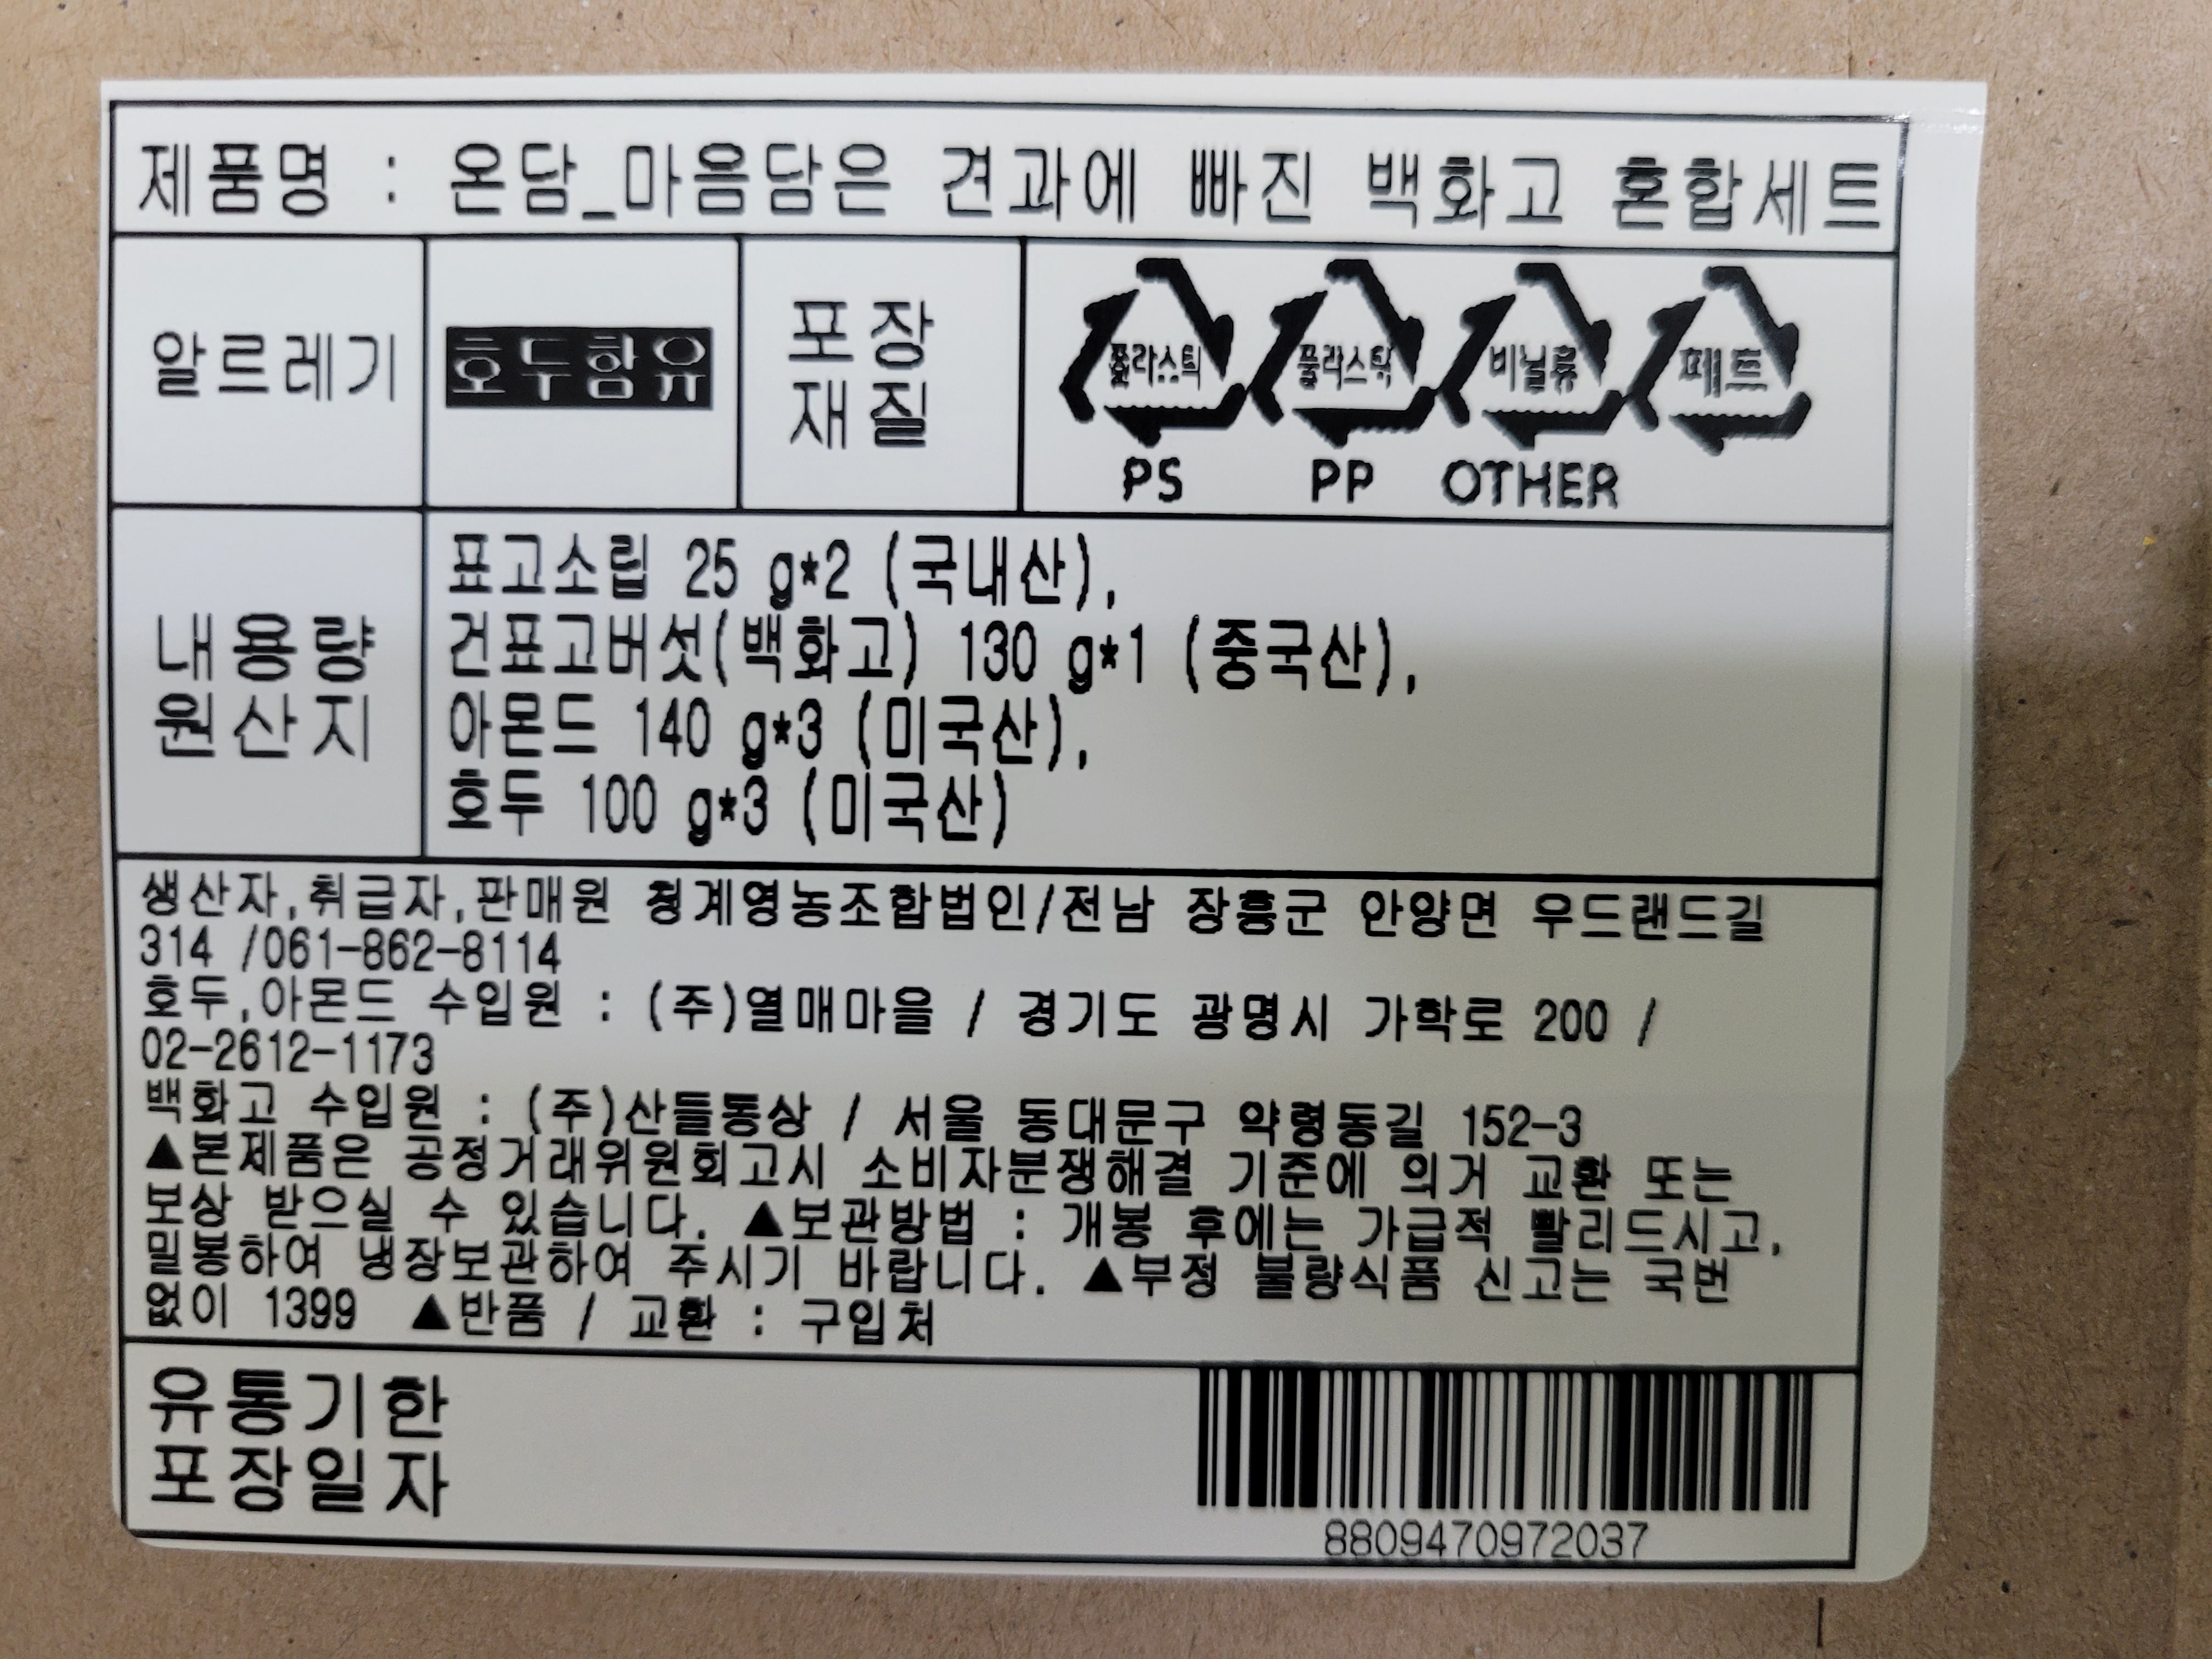 제품명 : 온담_마음담은 견과에 빠진 백화고 혼합세트
알르레기
호두함유
포장
재질
플라스틱
PS
플라스틱
PP
비닐류
OTHER
페트
내용량
원산지
표고소립 25 g*2 (국내산),
건표고버섯(백화고) 130 g*1 (중국산),
아몬드 140 g*3 (미국산),
호두 100 g*3 (미국산)
생산자,취급자,판매원 청계영농조합법인/전남 장흥군 안양면 우드랜드길
314 /061-862-8114
호두,아몬드 수입원 : (주)열매마을 / 경기도 광명시 가학로 200 /
02-2612-1173
백화고 수입원 : (주)산들통상 / 서울 동대문구 약령동길 152-3
▲본제품은 공정거래위원회고시 소비자분쟁해결 기준에 의거 교환 또는
보상 받으실 수 있습니다. ▲보관방법 : 개봉 후에는 가급적 빨리드시고,
밀봉하여 냉장보관하여 주시기 바랍니다. ▲부정 불량식품 신고는 국번
없이 1399 ▲반품 / 교환 : 구입처
유통기한
포장일자
8809470972037